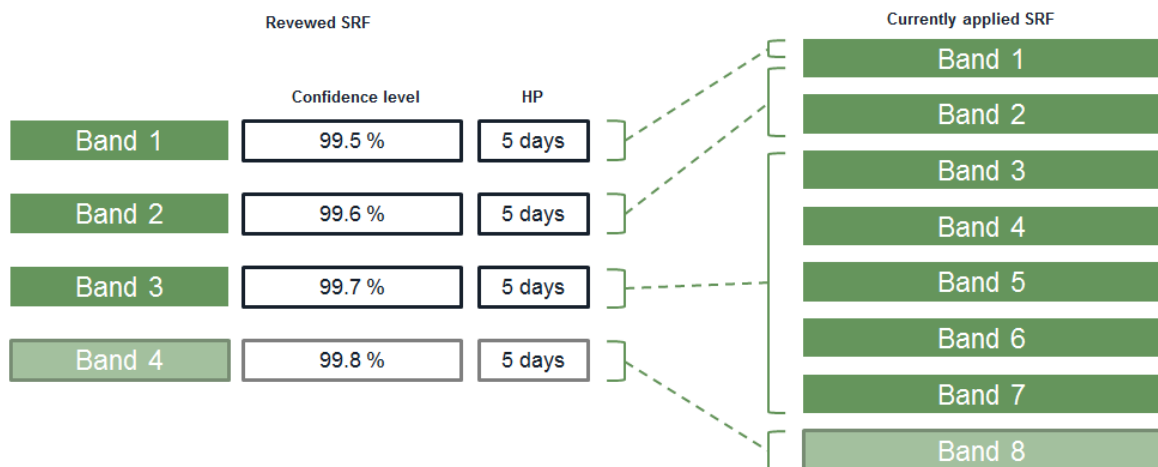 Revewed SRF
Confidence level
HP
Band 1
99.5 %
5 days
Band 2
99.6 %
5 days
Band 3
99.7 %
5 days
Band 4
99.8 %
5 days
Currently applied SRF
Band 1
Band 2
Band 3
Band 4
Band 5
Band 6
Band 7
Band 8